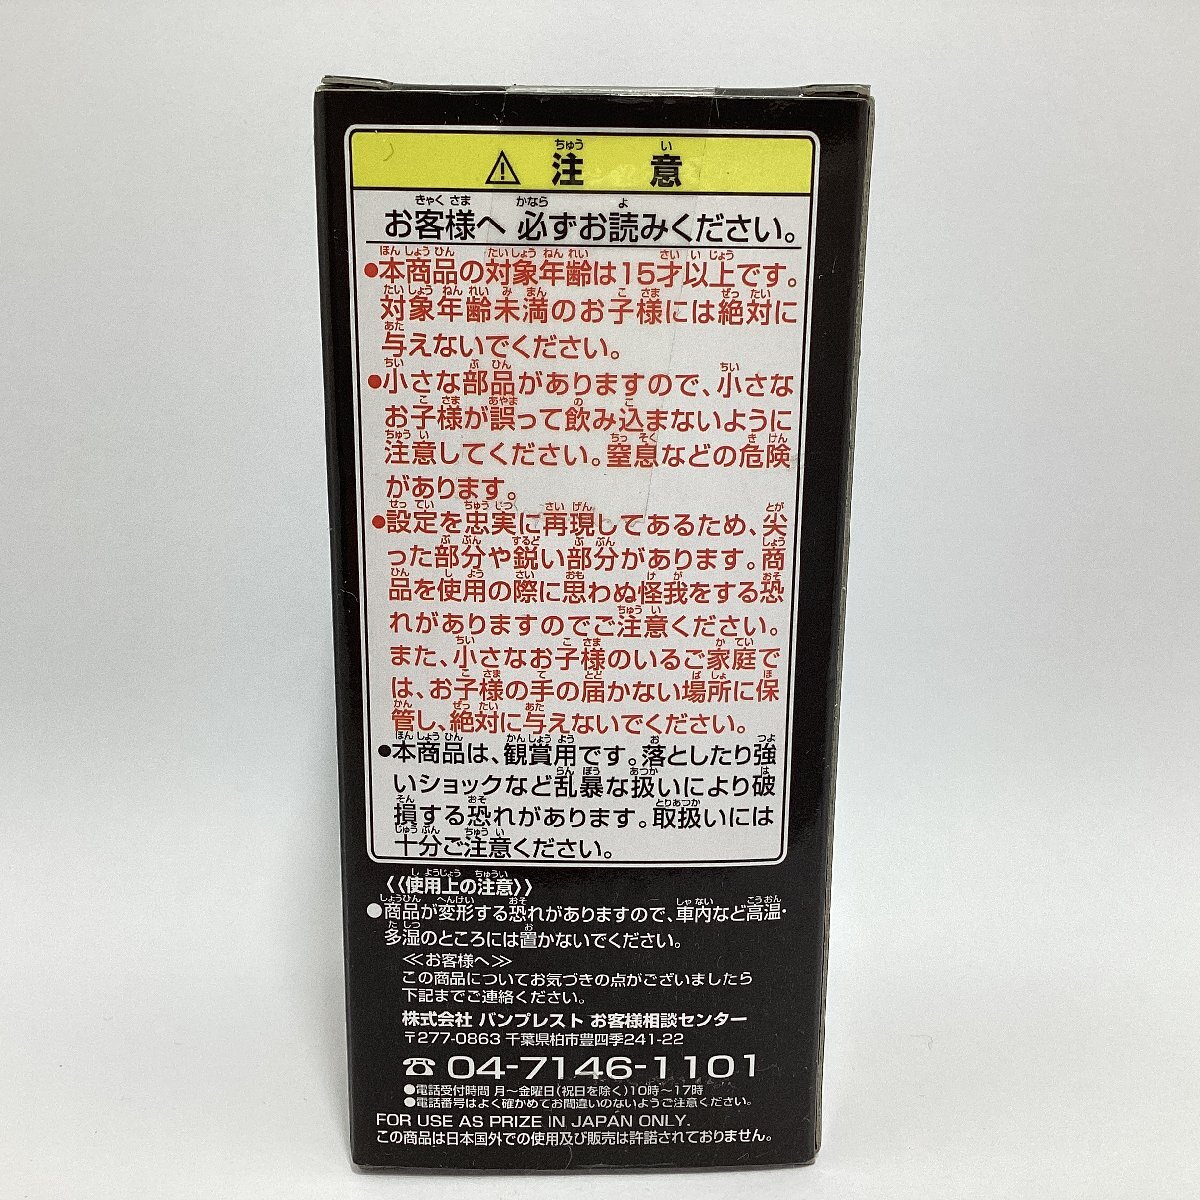 ⚠ 注意
お客様へ 必ずお読みください。
●本商品の対象年齢は15才以上です。
対象年齢未満のお子様には絶対に
与えないでください。
●小さな部品がありますので、小さな
お子様が誤って飲み込まないように
注意してください。窒息などの危険
があります。
●設定を忠実に再現してあるため、尖
った部分や鋭い部分があります。商
品を使用の際に思わぬ怪我をする恐
れがありますのでご注意ください。
また、小さなお子様のいるご家庭で
は、お子様の手の届かない場所に保
管し、絶対に与えないでください。
●本商品は、観賞用です。落としたり強
いショックなど乱暴な扱いにより破
損する恐れがあります。取扱いには
十分ご注意ください。
《使用上の注意》
●商品が変形する恐れがありますので、車内など高温・
多湿のところには置かないでください。
≪お客様へ≫
この商品についてお気づきの点がございましたら
下記までご連絡ください。
株式会社 バンプレスト お客様相談センター
〒277-0863 千葉県柏市豊四季241-22
☎ 04-7146-1101
●電話受付時間 月〜金曜日(祝日を除く)10時〜17時
●電話番号はよく確かめてお間違いのないようご注意ください。
FOR USE AS PRIZE IN JAPAN ONLY.
この商品は日本国外での使用及び販売は許諾されておりません。